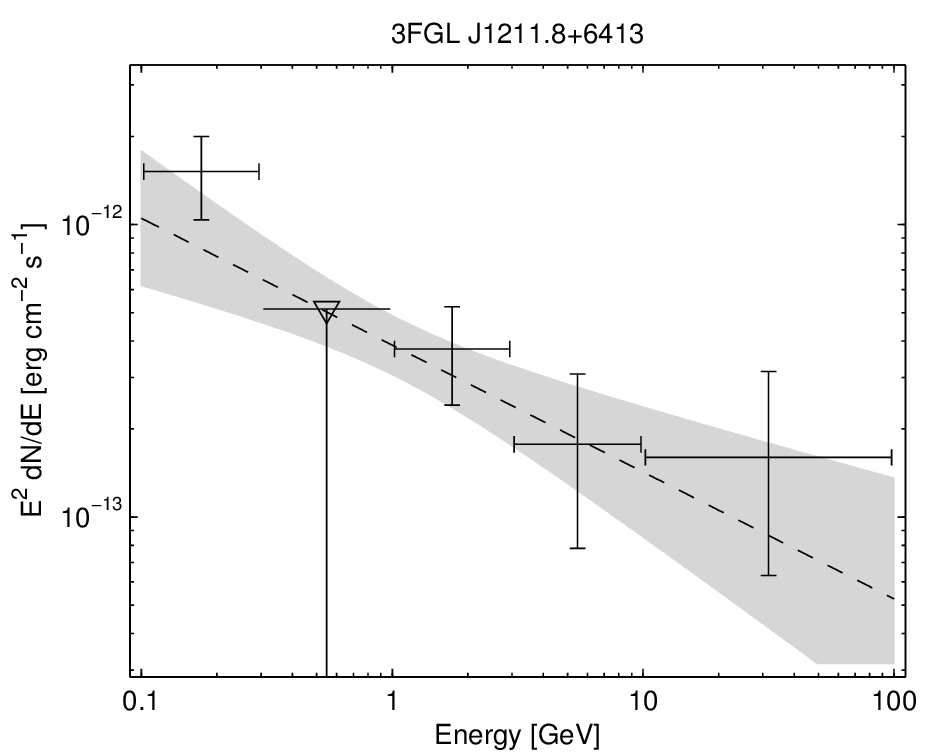 3FGL J1211.8+6413
E² dN/dE [erg cm⁻² s⁻¹]
10⁻¹²
10⁻¹³
0.1 1 10 100
Energy [GeV]